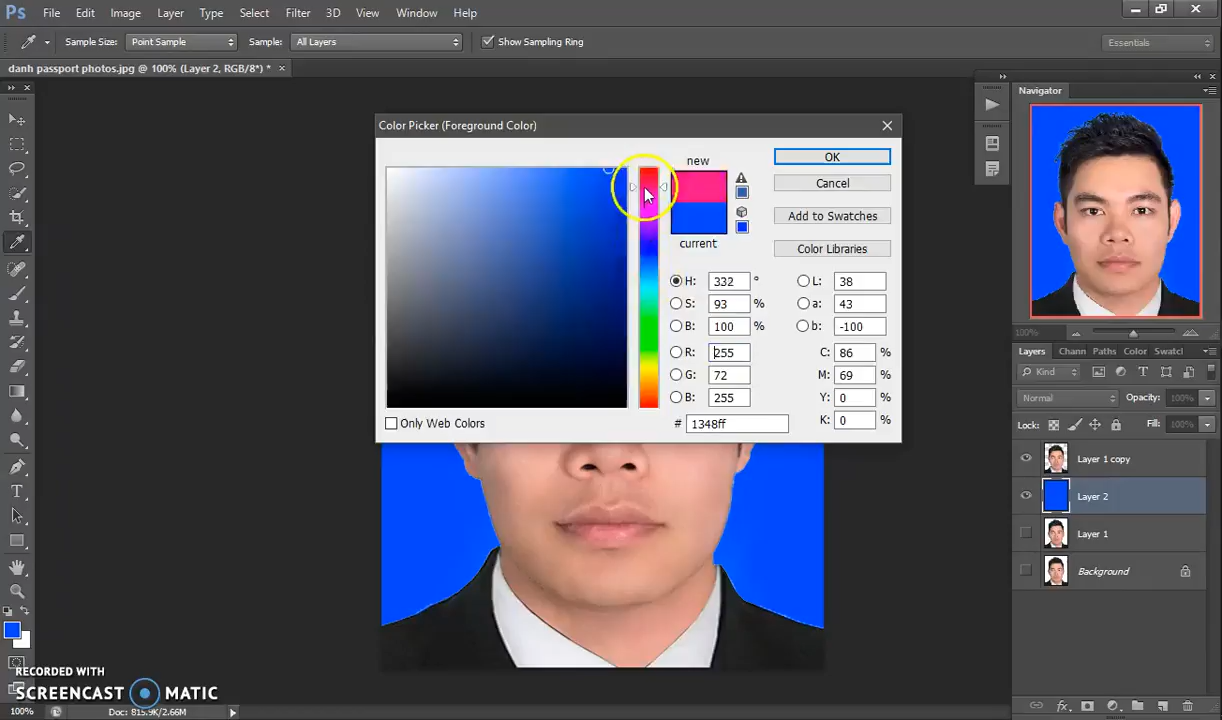 Ps File Edit Image Layer Type Select Filter 3D View Window Help
Sample Size: Point Sample Sample: All Layers Show Sampling Ring Essentials
danh passport photos.jpg @ 100% (Layer 2, RGB/8*) *
Color Picker (Foreground Color)
new
current
OK
Cancel
Add to Swatches
Color Libraries
H: 332 °
S: 93 %
B: 100 %
R: 255
G: 72
B: 255
L: 38
a: 43
b: -100
C: 86 %
M: 69 %
Y: 0 %
K: 0 %
Only Web Colors
# 1348ff
Navigator
100%
Layers Chann Paths Color Swatcl
Kind
Normal Opacity: 100%
Lock: Fill: 100%
Layer 1 copy
Layer 2
Layer 1
Background
RECORDED WITH
SCREENCAST MATIC
100% Doc: 815.9K/2.66M